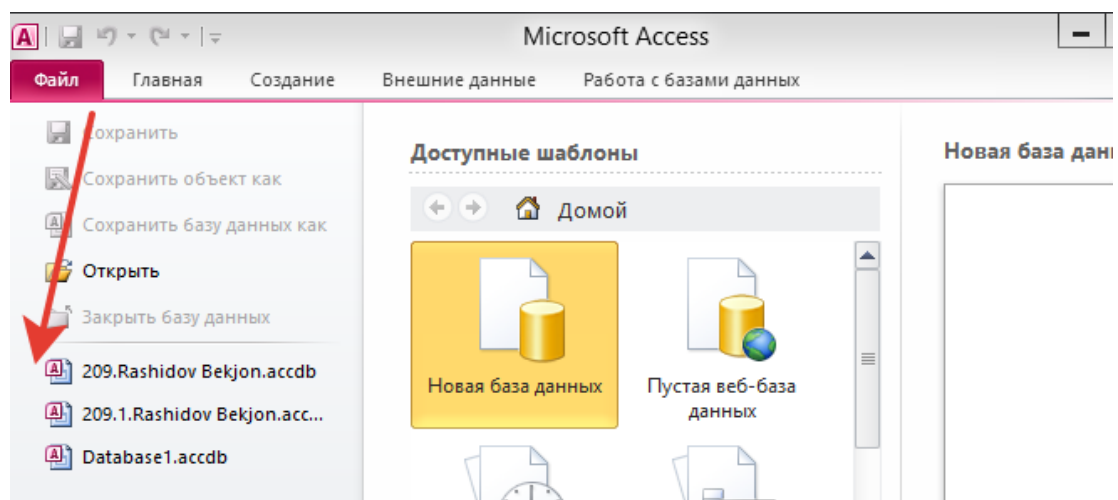 Microsoft Access
Файл Главная Создание Внешние данные Работа с базами данных
Сохранить
Сохранить объект как
Сохранить базу данных как
Открыть
Закрыть базу данных
209.Rashidov Bekjon.accdb
209.1.Rashidov Bekjon.acc...
Database1.accdb
Доступные шаблоны
Домой
Новая база данных
Пустая веб-база
данных
Новая база дан